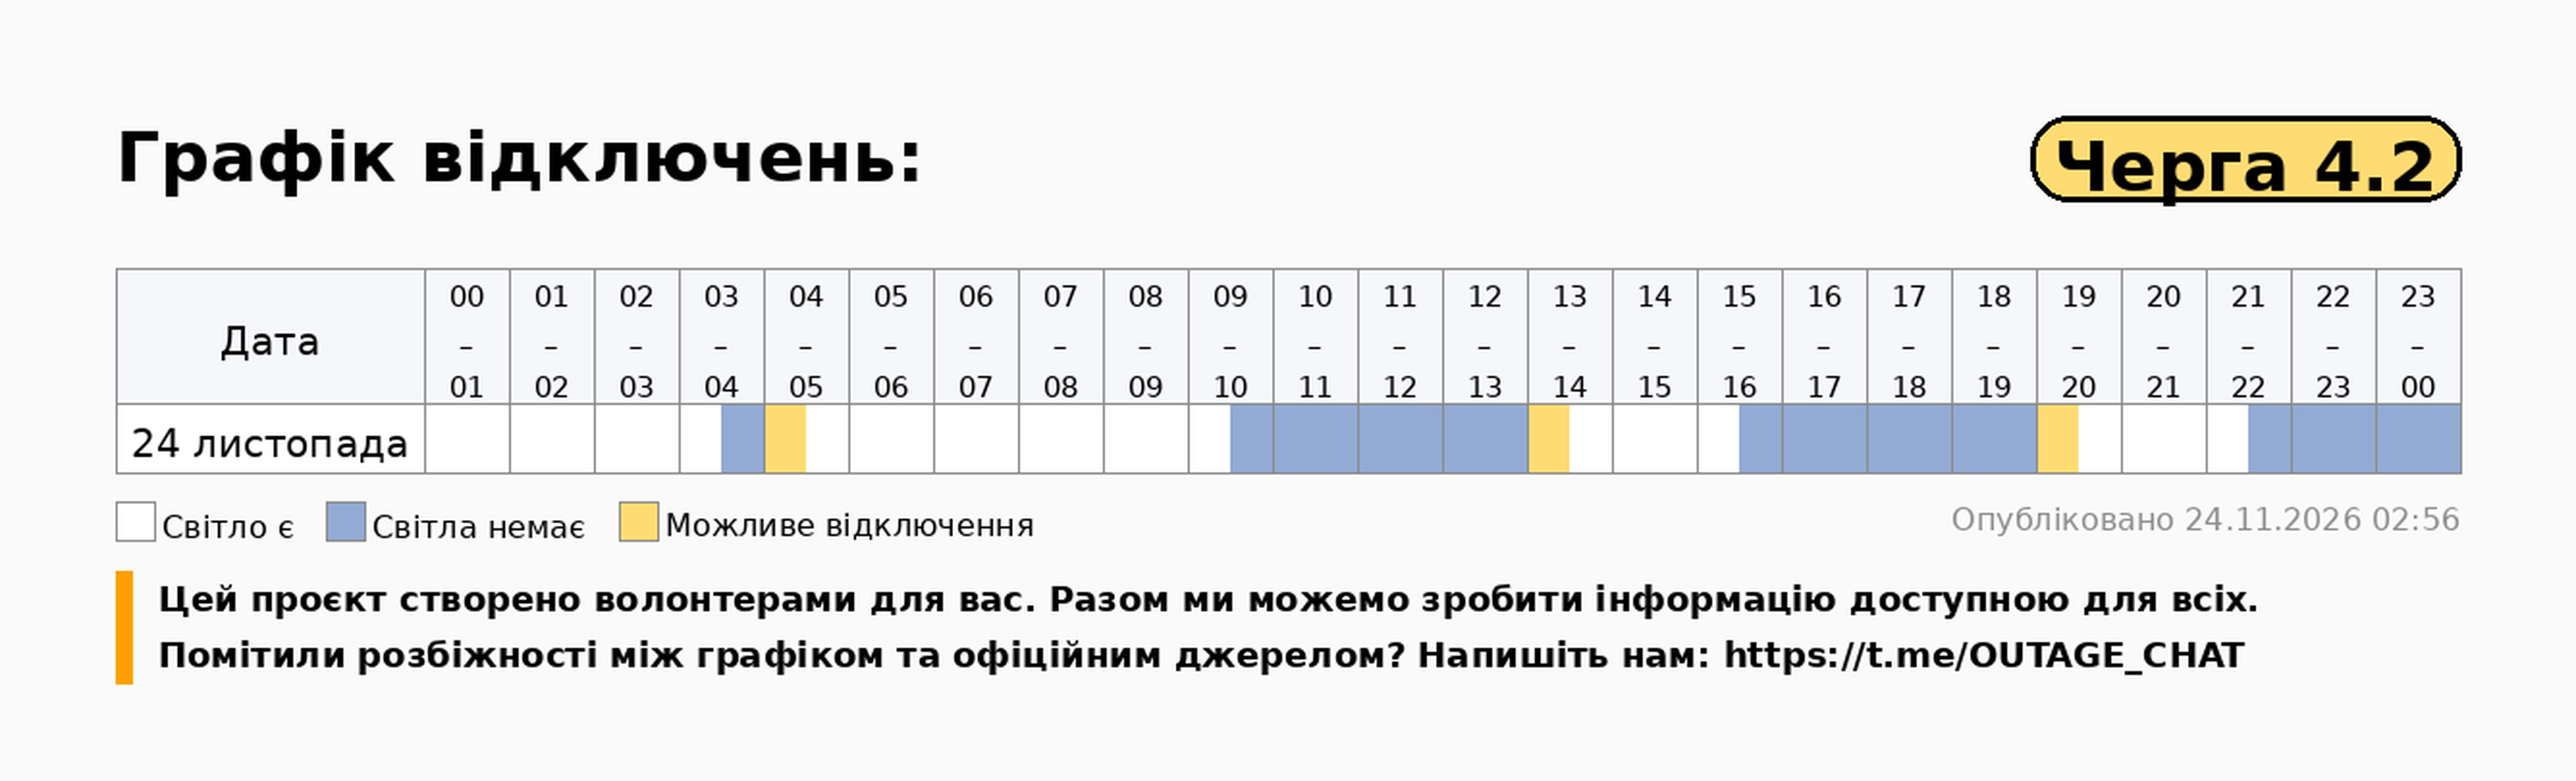 Графік відключень:
Черга 4.2
Дата
00 – 01
01 – 02
02 – 03
03 – 04
04 – 05
05 – 06
06 – 07
07 – 08
08 – 09
09 – 10
10 – 11
11 – 12
12 – 13
13 – 14
14 – 15
15 – 16
16 – 17
17 – 18
18 – 19
19 – 20
20 – 21
21 – 22
22 – 23
23 – 00
24 листопада
Світло є
Світла немає
Можливе відключення
Опубліковано 24.11.2026 02:56
Цей проєкт створено волонтерами для вас. Разом ми можемо зробити інформацію доступною для всіх.
Помітили розбіжності між графіком та офіційним джерелом? Напишіть нам: https://t.me/OUTAGE_CHAT